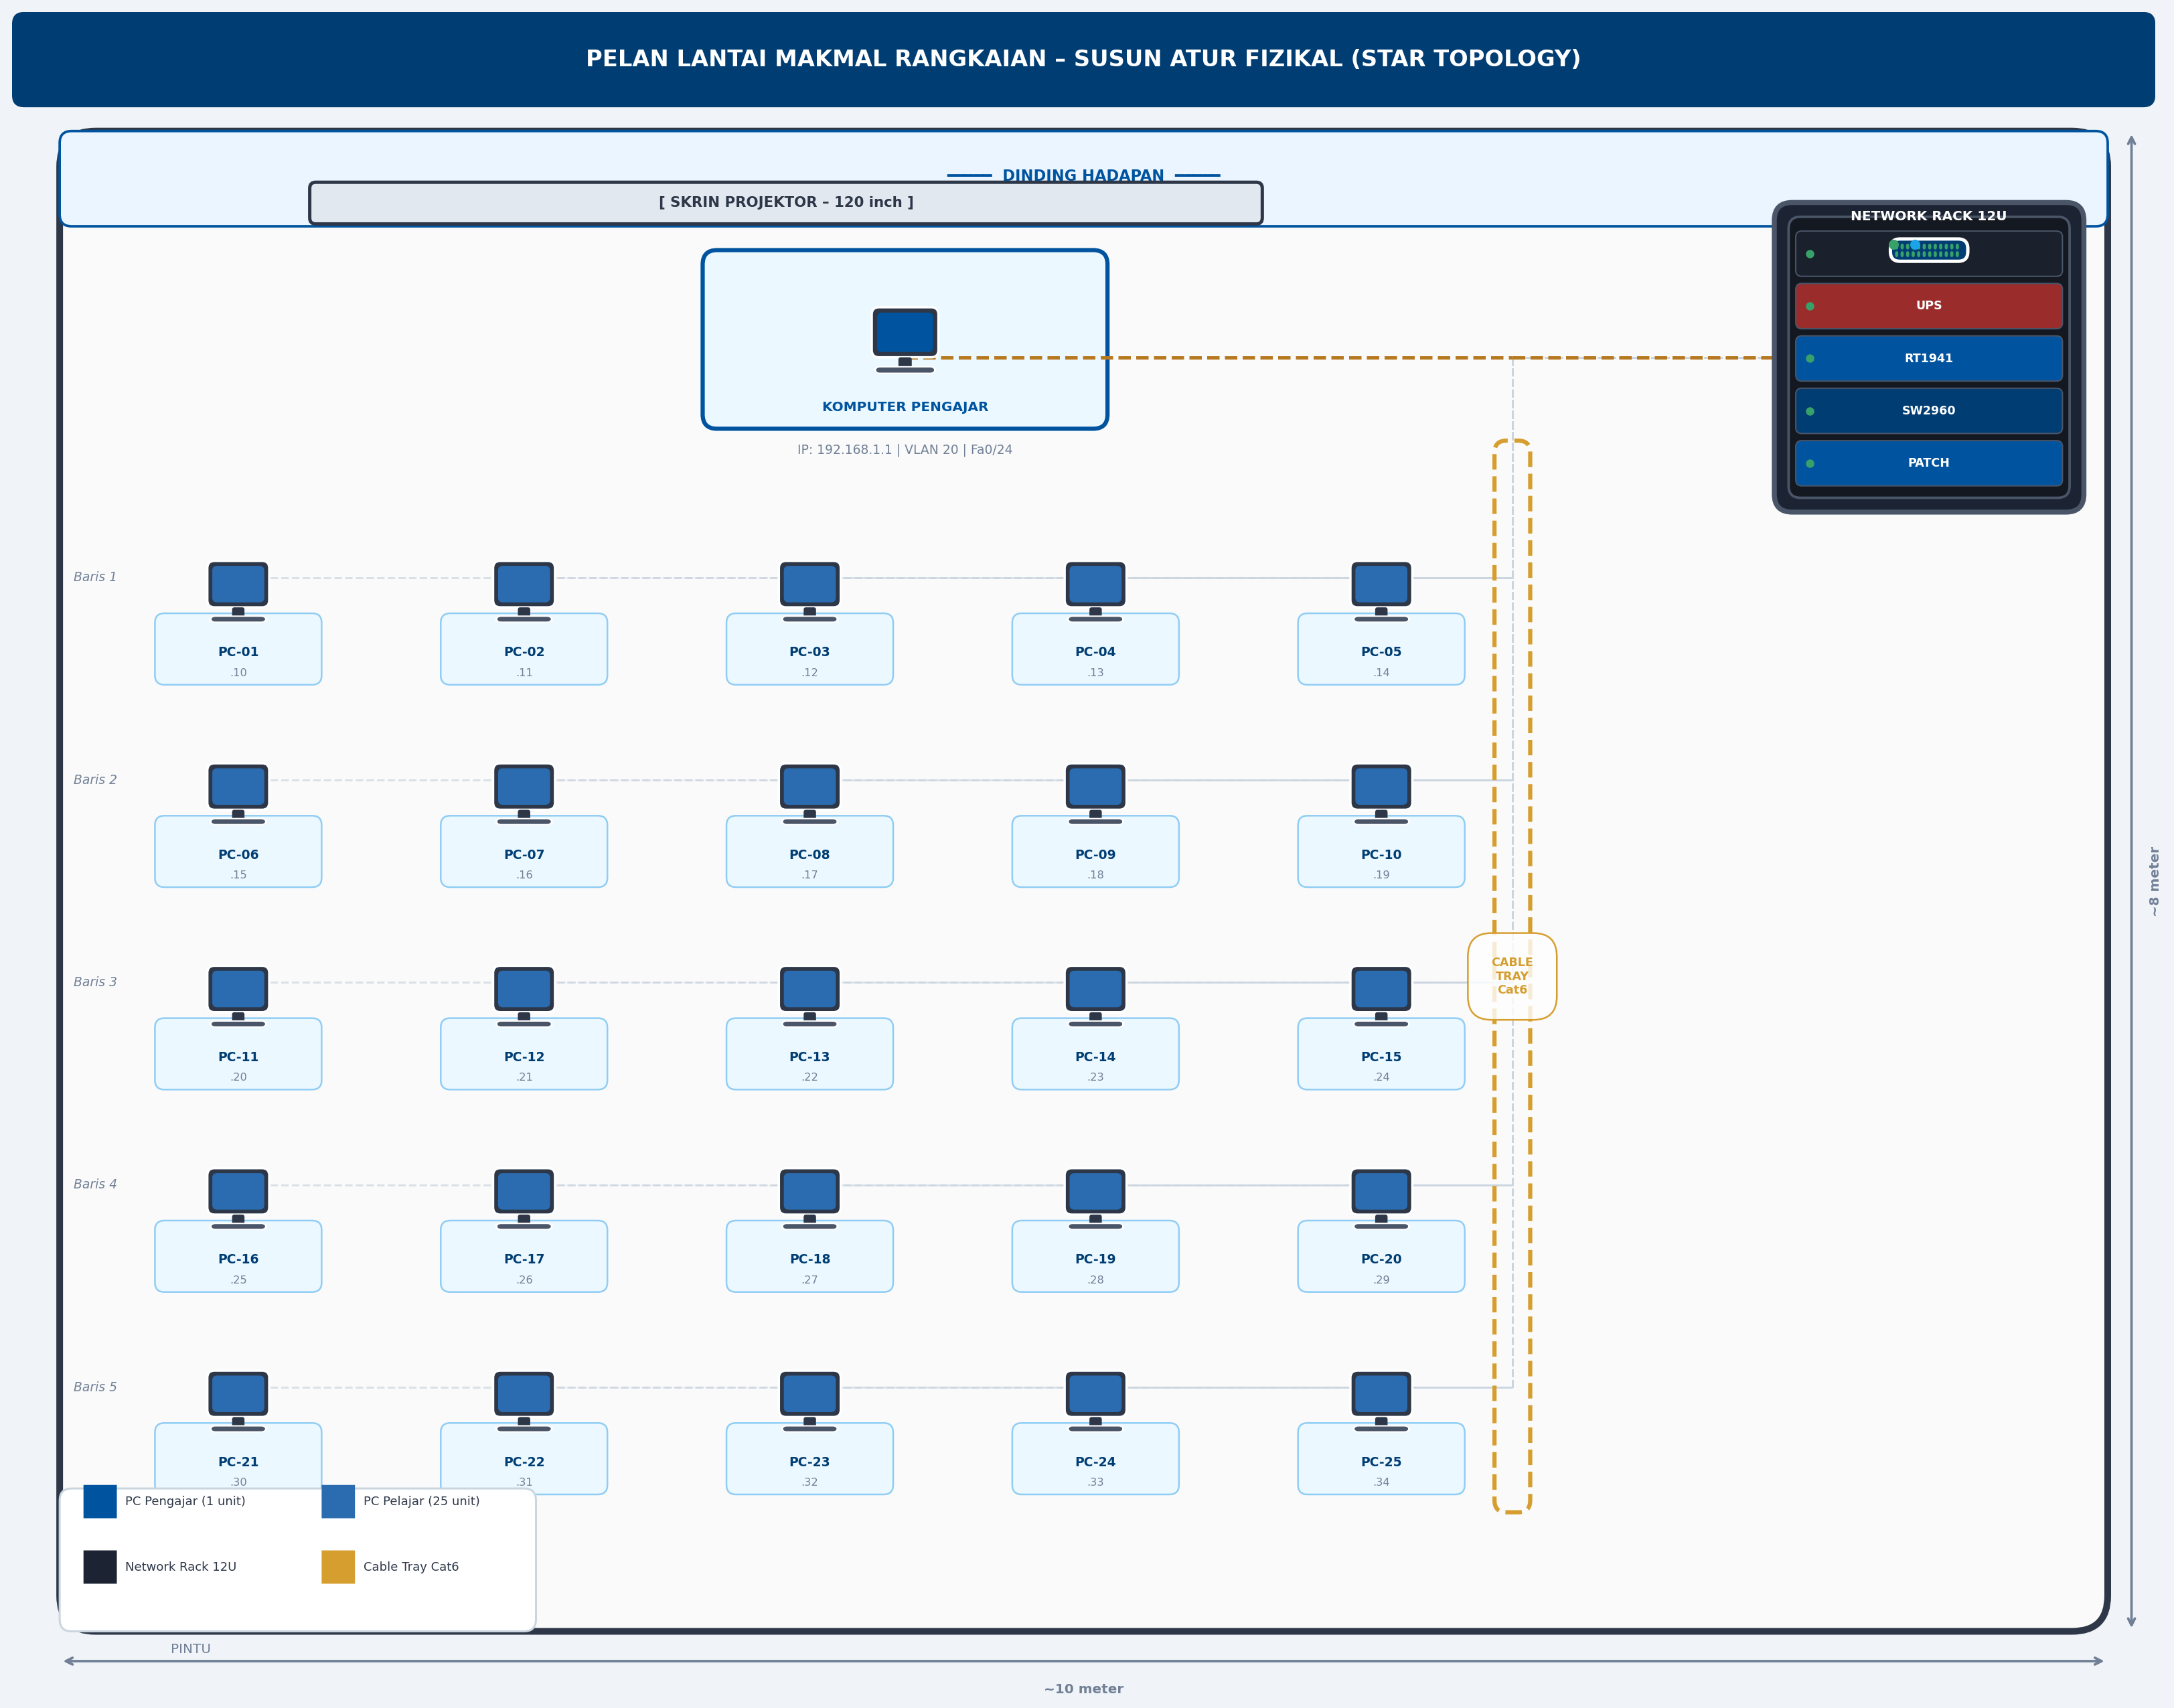 PELAN LANTAI MAKMAL RANGKAIAN – SUSUN ATUR FIZIKAL (STAR TOPOLOGY)
DINDING HADAPAN
[ SKRIN PROJEKTOR – 120 inch ]
NETWORK RACK 12U
UPS
RT1941
SW2960
PATCH
KOMPUTER PENGAJAR
IP: 192.168.1.1 | VLAN 20 | Fa0/24
Baris 1
PC-01
.10
PC-02
.11
PC-03
.12
PC-04
.13
PC-05
.14
Baris 2
PC-06
.15
PC-07
.16
PC-08
.17
PC-09
.18
PC-10
.19
Baris 3
PC-11
.20
PC-12
.21
PC-13
.22
PC-14
.23
PC-15
.24
CABLE
TRAY
Cat6
Baris 4
PC-16
.25
PC-17
.26
PC-18
.27
PC-19
.28
PC-20
.29
Baris 5
PC-21
.30
PC-22
.31
PC-23
.32
PC-24
.33
PC-25
.34
PC Pengajar (1 unit)
PC Pelajar (25 unit)
Network Rack 12U
Cable Tray Cat6
PINTU
~10 meter
~8 meter